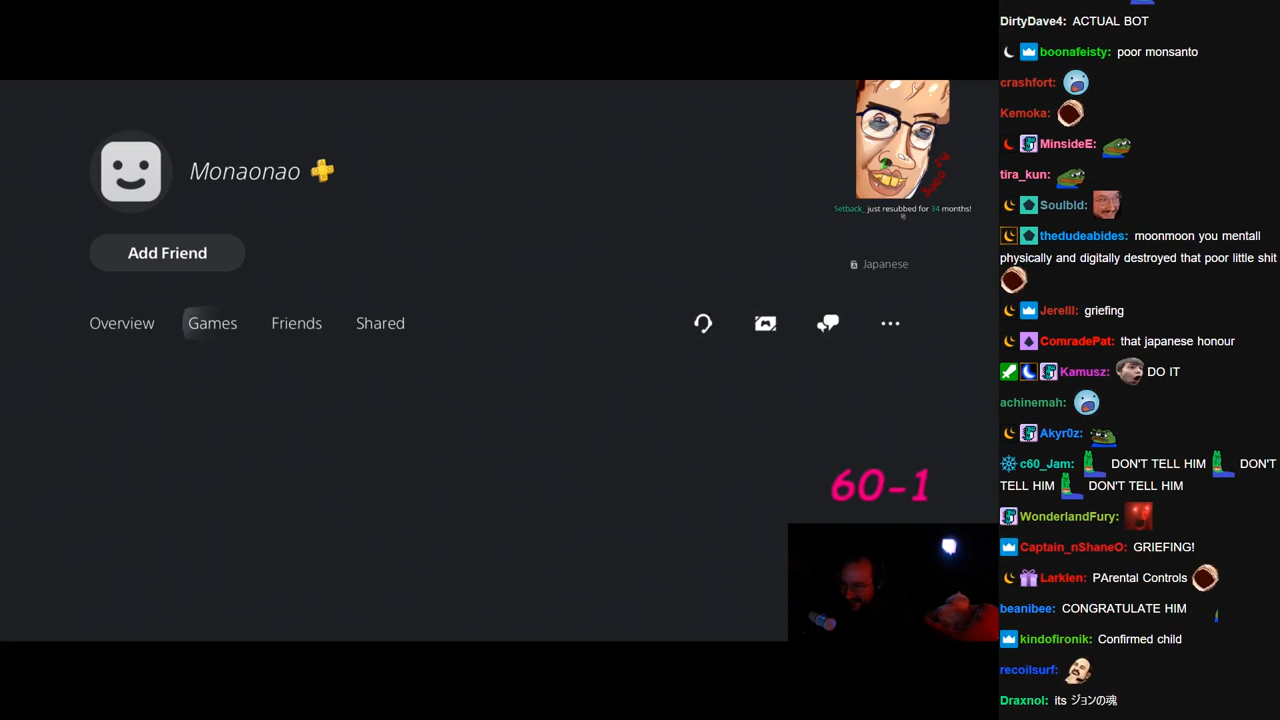 Monaonao
Add Friend
Overview
Games
Friends
Shared
Setback_ just resubbed for 34 months!
Japanese
60-1
DirtyDave4: ACTUAL BOT
boonafeisty: poor monsanto
crashfort:
Kemoka:
MinsideE:
tira_kun:
Soulbld:
thedudeabides: moonmoon you mentall
physically and digitally destroyed that poor little shit
Jerelll: griefing
ComradePat: that japanese honour
Kamusz: DO IT
achinemah:
Akyr0z:
c60_Jam: DON'T TELL HIM DON'T
TELL HIM DON'T TELL HIM
WonderlandFury:
Captain_nShaneO: GRIEFING!
Larklen: PArental Controls
beanibee: CONGRATULATE HIM
kindofironik: Confirmed child
recoilsurf:
Draxnol: its ジョンの魂